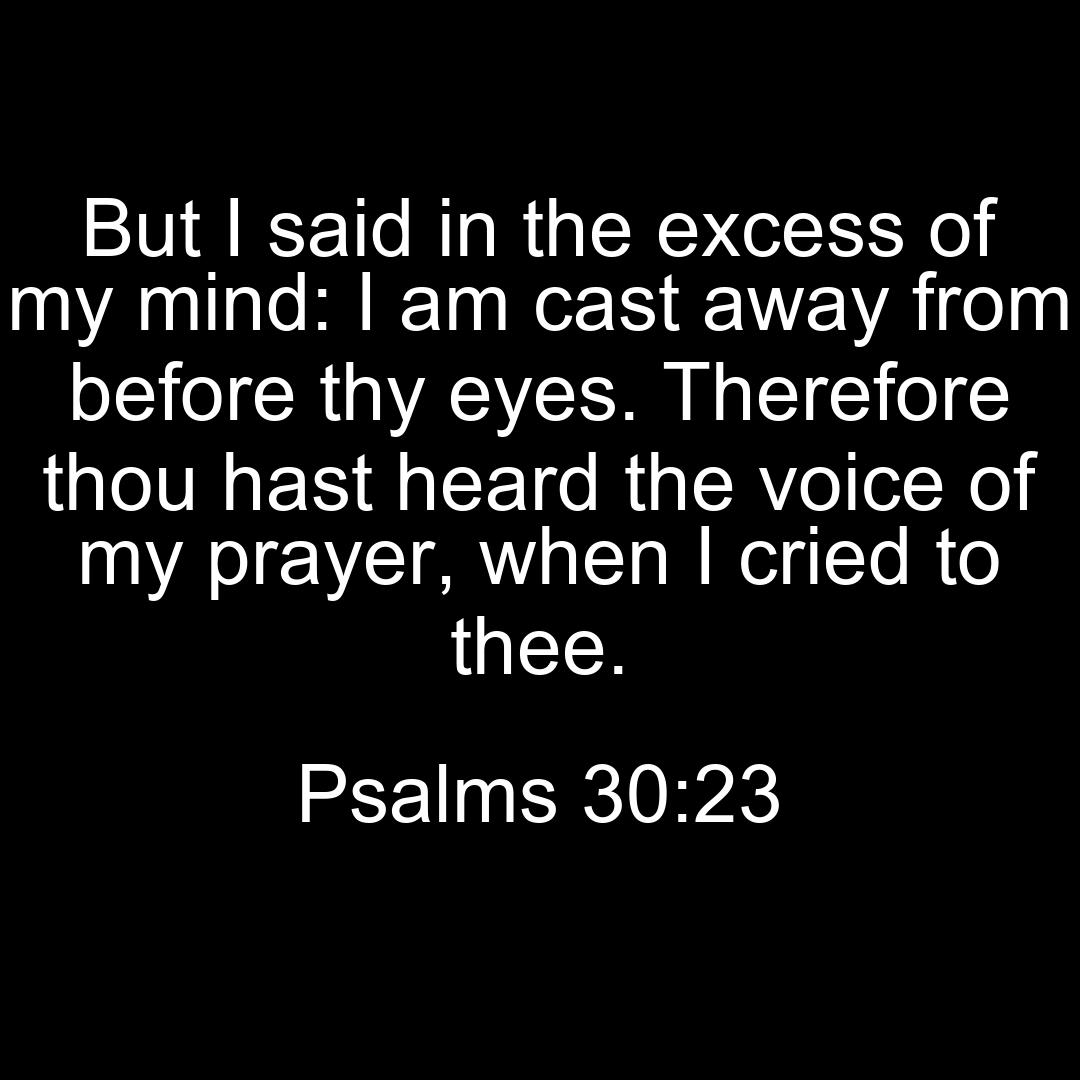 But I said in the excess of
my mind: I am cast away from
before thy eyes. Therefore
thou hast heard the voice of
my prayer, when I cried to
thee.
Psalms 30:23